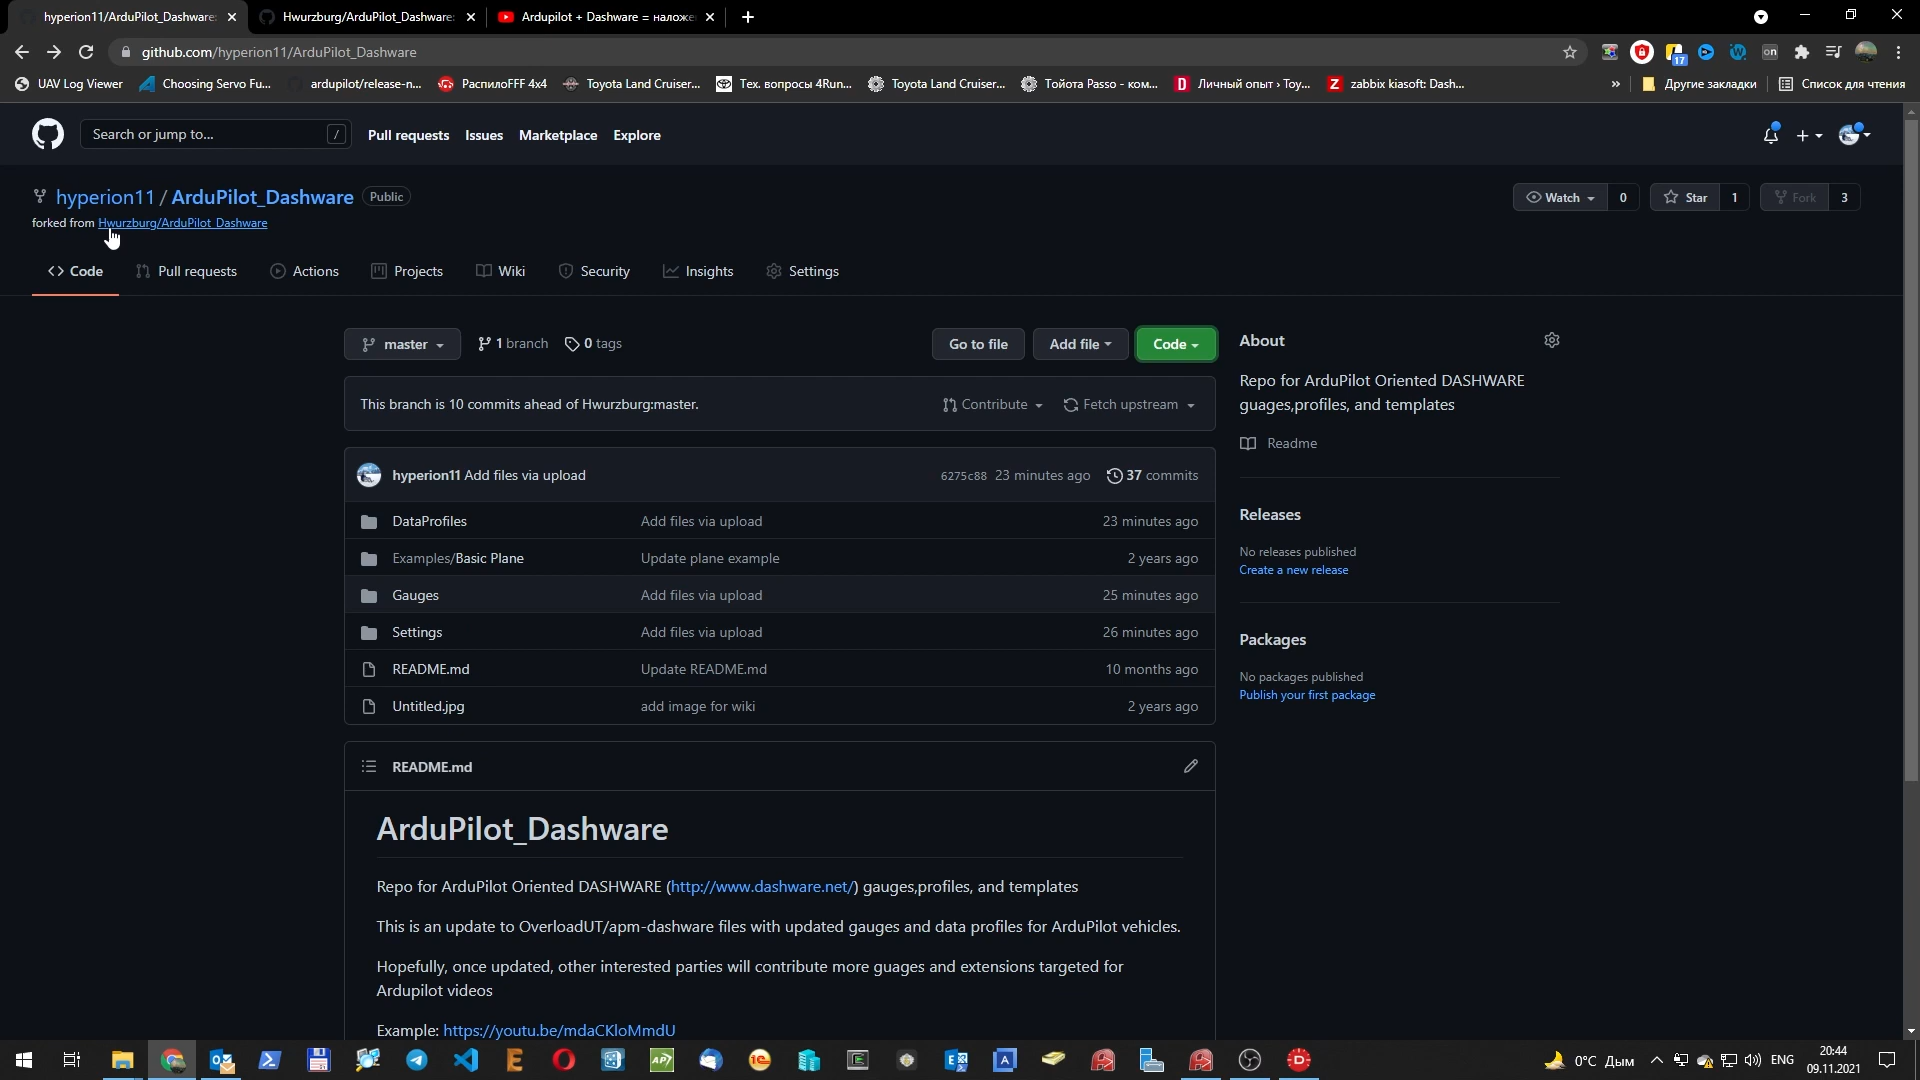 hyperion11/ArduPilot_Dashware:
Hwurzburg/ArduPilot_Dashware:
Ardupilot + Dashware = наложе
github.com/hyperion11/ArduPilot_Dashware
17
on
UAV Log Viewer
Choosing Servo Fu...
ardupilot/release-n...
РаспилоFFF 4x4
Toyota Land Cruiser...
Тех. вопросы 4Run...
Toyota Land Cruiser...
Тойота Passo - ком...
Личный опыт › Toy...
zabbix kiasoft: Dash...
»
Другие закладки
Список для чтения
Search or jump to...
/
Pull requests
Issues
Marketplace
Explore
hyperion11 / ArduPilot_Dashware
Public
Watch
0
Star
1
Fork
3
forked from Hwurzburg/ArduPilot_Dashware
<> Code
Pull requests
Actions
Projects
Wiki
Security
Insights
Settings
master
1 branch
0 tags
Go to file
Add file
Code
About
Repo for ArduPilot Oriented DASHWARE
guages,profiles, and templates
Readme
This branch is 10 commits ahead of Hwurzburg:master.
Contribute
Fetch upstream
hyperion11 Add files via upload
6275c88 23 minutes ago
37 commits
DataProfiles
Add files via upload
23 minutes ago
Examples/Basic Plane
Update plane example
2 years ago
Gauges
Add files via upload
25 minutes ago
Settings
Add files via upload
26 minutes ago
README.md
Update README.md
10 months ago
Untitled.jpg
add image for wiki
2 years ago
Releases
No releases published
Create a new release
Packages
No packages published
Publish your first package
README.md
ArduPilot_Dashware
Repo for ArduPilot Oriented DASHWARE (http://www.dashware.net/) gauges,profiles, and templates
This is an update to OverloadUT/apm-dashware files with updated gauges and data profiles for ArduPilot vehicles.
Hopefully, once updated, other interested parties will contribute more guages and extensions targeted for
Ardupilot videos
Example: https://youtu.be/mdaCKloMmdU
0°C Дым
ENG
20:44
09.11.2021